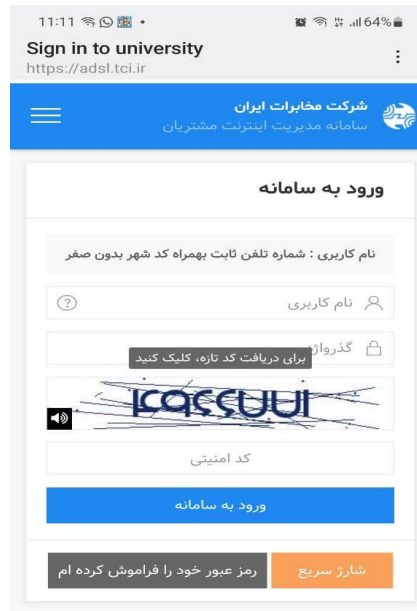 11:11
64%
Sign in to university
https://adsl.tci.ir
شرکت مخابرات ایران
سامانه مدیریت اینترنت مشتریان
ورود به سامانه
نام کاربری : شماره تلفن ثابت بهمراه کد شهر بدون صفر
نام کاربری
?
برای دریافت کد تازه، کلیک کنید
کد امنیتی
ورود به سامانه
شارژ سریع
رمز عبور خود را فراموش کرده ام